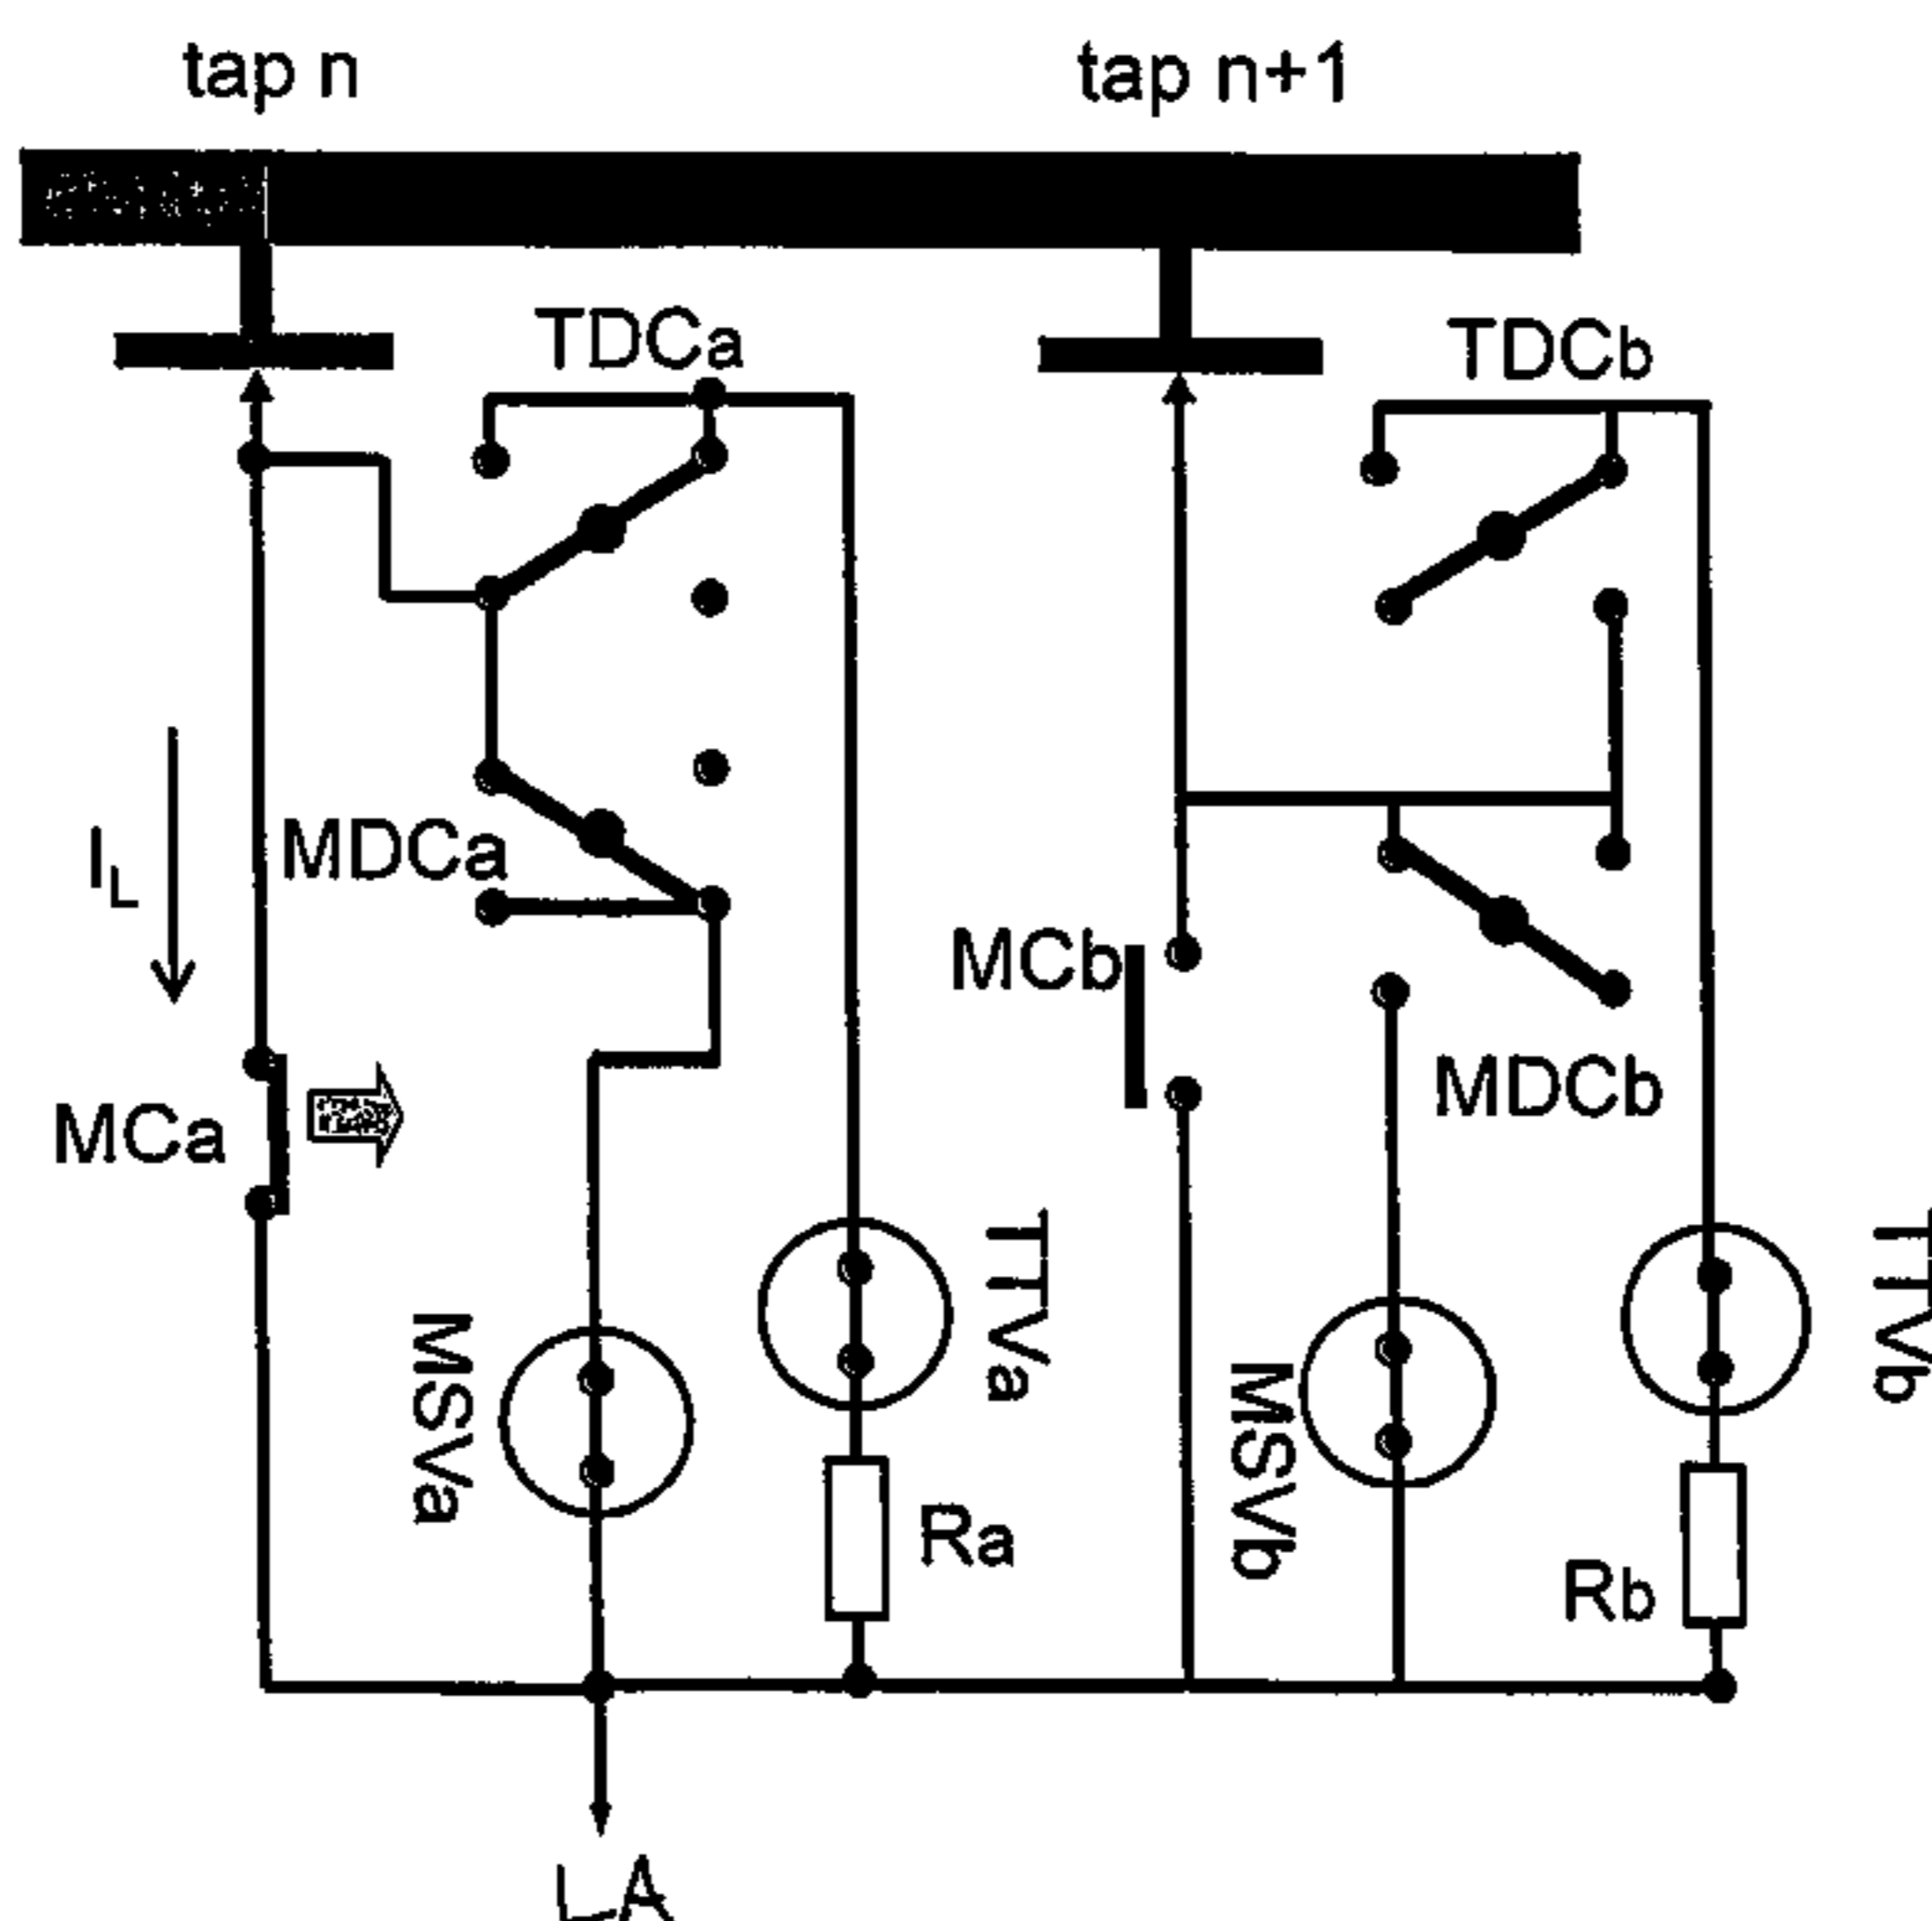 tap n
tap n+1
TDCa
TDCb
IL
MDCa
MCb
MCa
MDCb
TTVa
TTVb
MSVa
MSVb
Ra
Rb
LA